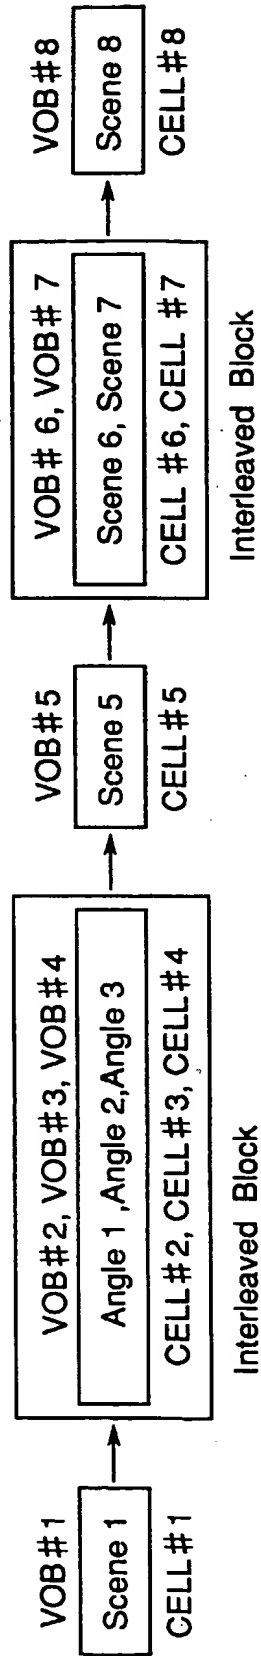 VOB#1
Scene 1
CELL#1
VOB#2, VOB#3, VOB#4
Angle 1 ,Angle 2,Angle 3
CELL#2, CELL#3, CELL#4
Interleaved Block
VOB#5
Scene 5
CELL#5
VOB# 6, VOB# 7
Scene 6, Scene 7
CELL #6, CELL #7
Interleaved Block
VOB#8
Scene 8
CELL#8